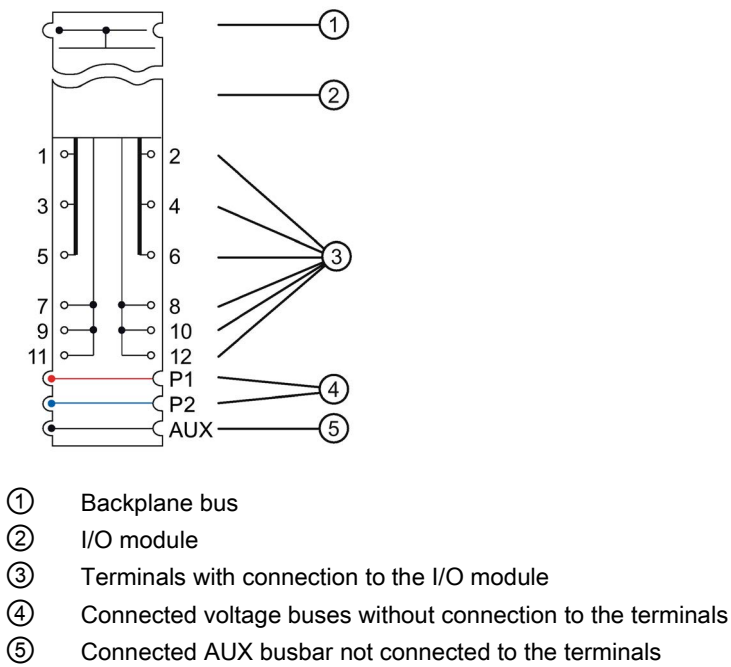 ①
②
1 2
3 4
③
5 6
7 8
9 10
11 12
P1
④
P2
AUX ⑤
① Backplane bus
② I/O module
③ Terminals with connection to the I/O module
④ Connected voltage buses without connection to the terminals
⑤ Connected AUX busbar not connected to the terminals